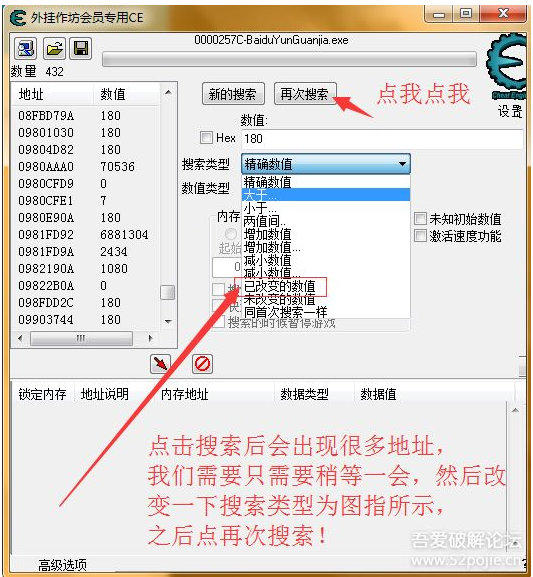 外挂作坊会员专用CE
0000257C-BaiduYunGuanjia.exe
数量 432
Cheat Engine
设置
地址 数值
08FBD79A 180
09801030 180
09804D82 180
0980AAA0 70536
0980CFD9 0
0980CFE1 7
0980E90A 180
0981FD92 6881304
0981FD9A 2434
0982190A 1080
09822B0A 0
098FDD2C 180
09903744 180
新的搜索 再次搜索
点我点我
数值:
Hex 180
搜索类型 精确数值
数值类型
精确数值
大于...
小于...
两值间..
增加数值
增加数值...
减小数值
减小数值...
已改变的数值
未改变的数值
同首次搜索一样
内存
起始
0
搜索的时候暂停游戏
未知初始数值
激活速度功能
锁定内存 地址说明 内存地址 数据类型 数据值
点击搜索后会出现很多地址，
我们需要只需要稍等一会，然后改
变一下搜索类型为图指所示，
之后点再次搜索！
吾爱破解论坛
www.52pojie.cn
高级选项